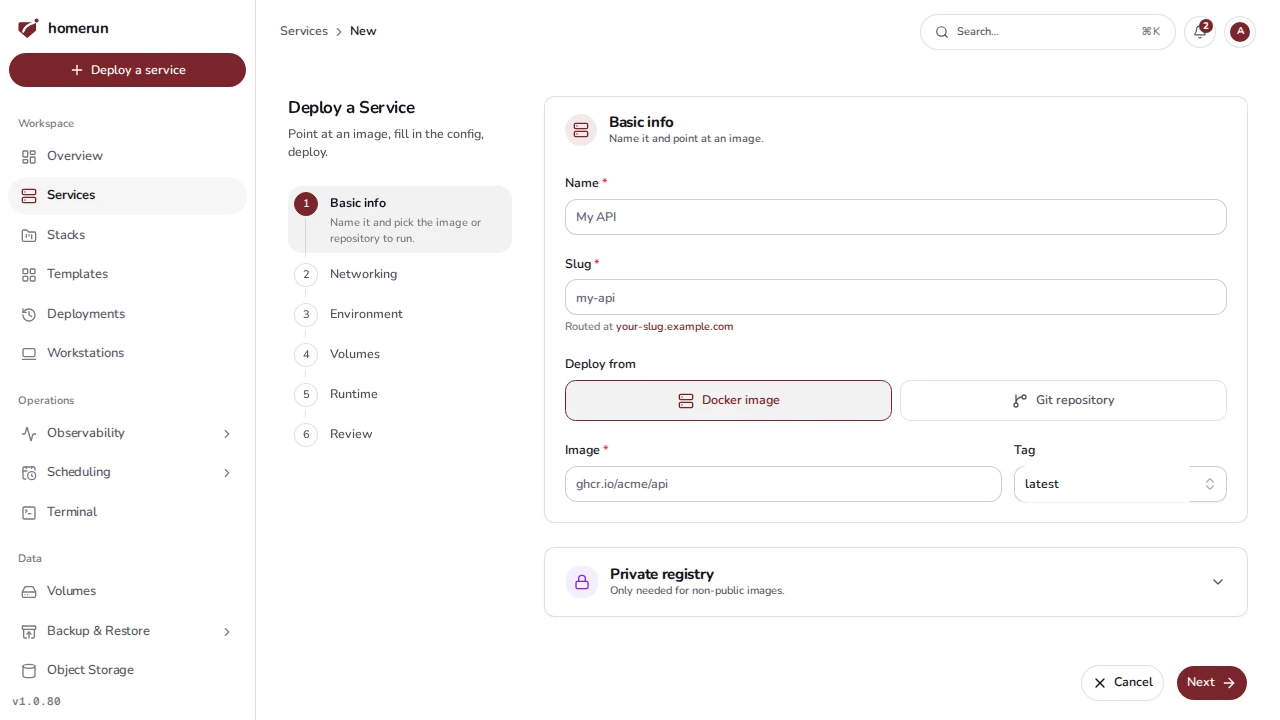 homerun
Deploy a service
Workspace
Overview
Services
Stacks
Templates
Deployments
Workstations
Operations
Observability
Scheduling
Terminal
Data
Volumes
Backup & Restore
Object Storage
v1.0.80
Services > New
Search... ⌘K
2
A
Deploy a Service
Point at an image, fill in the config,
deploy.
1 Basic info
Name it and pick the image or
repository to run.
2 Networking
3 Environment
4 Volumes
5 Runtime
6 Review
Basic info
Name it and point at an image.
Name *
My API
Slug *
my-api
Routed at your-slug.example.com
Deploy from
Docker image
Git repository
Image * Tag
ghcr.io/acme/api latest
Private registry
Only needed for non-public images.
Cancel Next